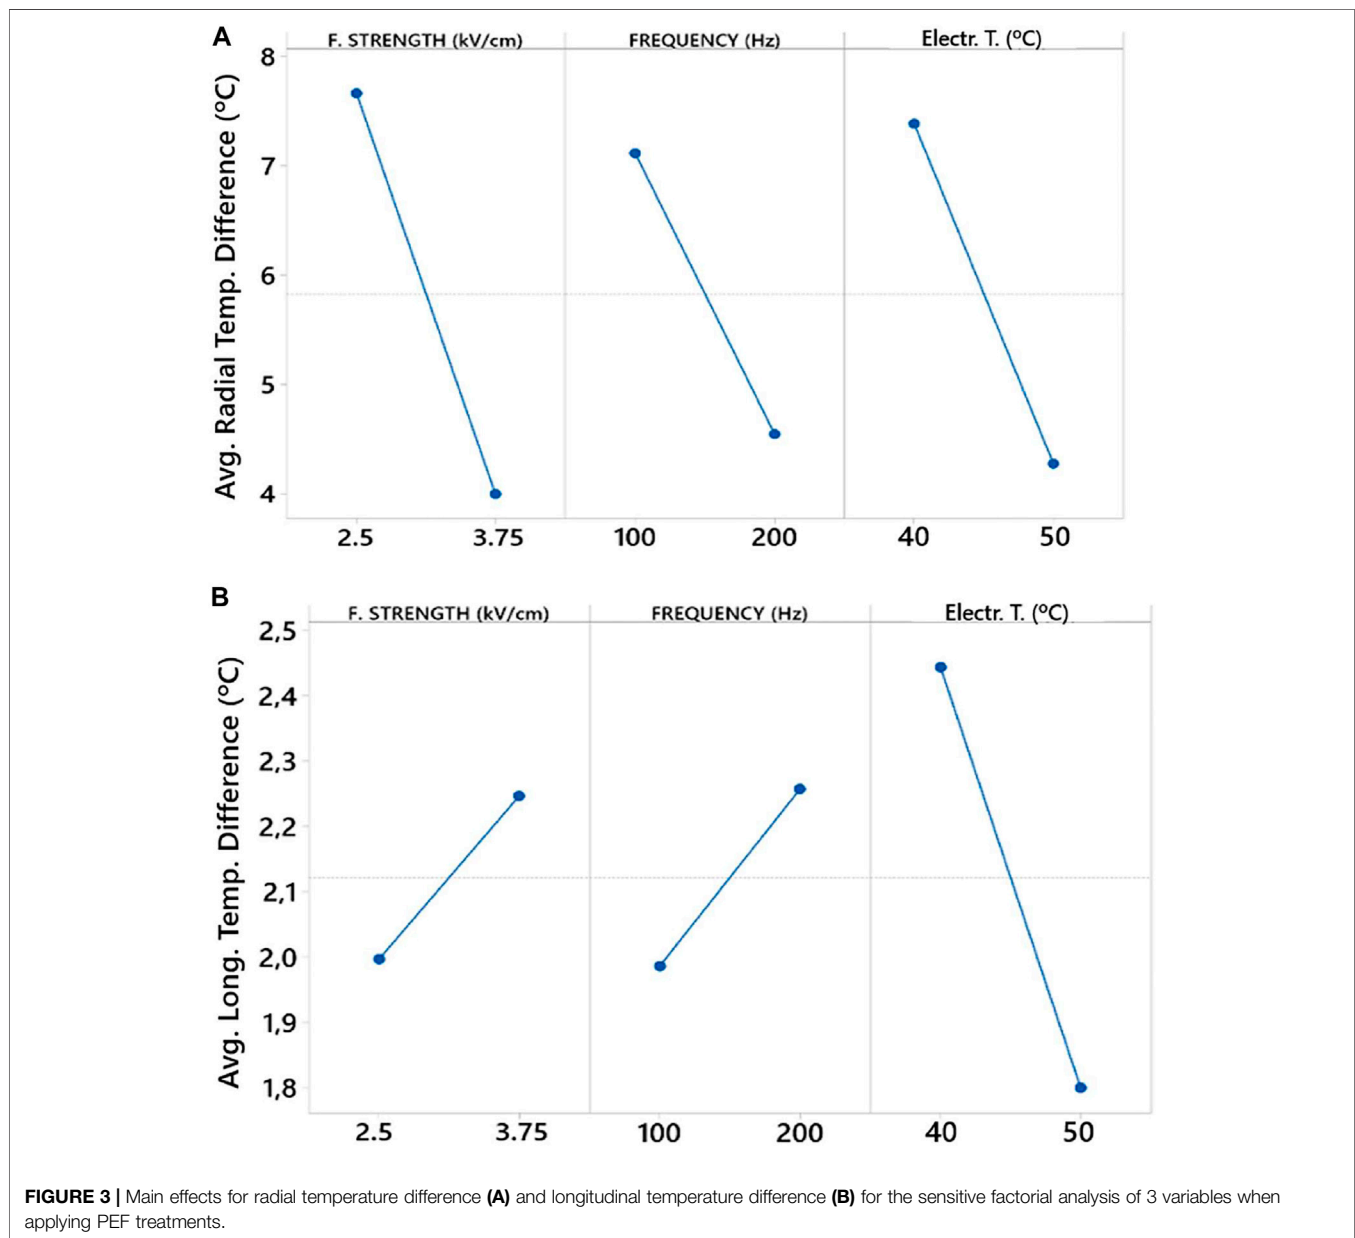 A
F. STRENGTH (kV/cm) FREQUENCY (Hz) Electr. T. (ºC)
Avg. Radial Temp. Difference (ºC)
8
7
6
5
4
2.5 3.75 100 200 40 50
B
F. STRENGTH (kV/cm) FREQUENCY (Hz) Electr. T. (ºC)
Avg. Long. Temp. Difference (ºC)
2,5
2,4
2,3
2,2
2,1
2,0
1,9
1,8
2.5 3.75 100 200 40 50
FIGURE 3 | Main effects for radial temperature difference (A) and longitudinal temperature difference (B) for the sensitive factorial analysis of 3 variables when
applying PEF treatments.